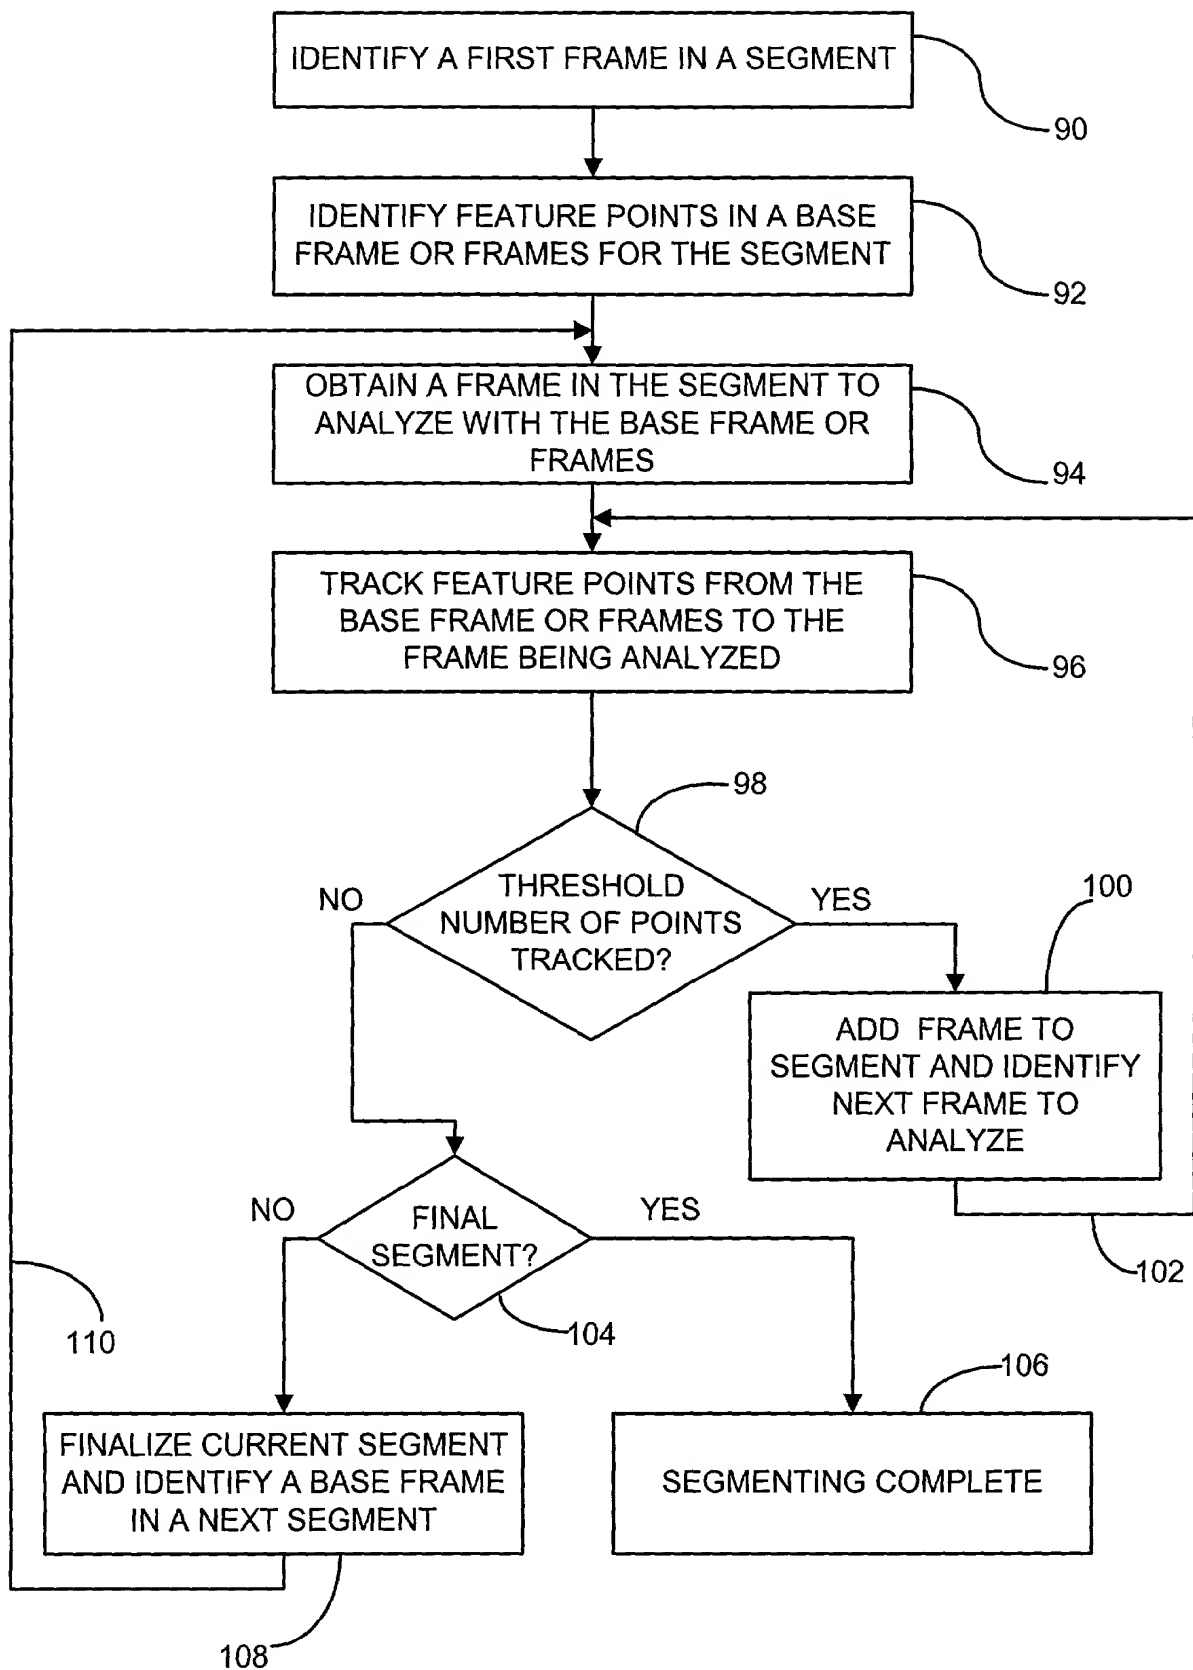 IDENTIFY A FIRST FRAME IN A SEGMENT
90
IDENTIFY FEATURE POINTS IN A BASE
FRAME OR FRAMES FOR THE SEGMENT
92
OBTAIN A FRAME IN THE SEGMENT TO
ANALYZE WITH THE BASE FRAME OR
FRAMES
94
TRACK FEATURE POINTS FROM THE
BASE FRAME OR FRAMES TO THE
FRAME BEING ANALYZED
96
98
NO
THRESHOLD
NUMBER OF POINTS
TRACKED?
YES
100
ADD FRAME TO
SEGMENT AND IDENTIFY
NEXT FRAME TO
ANALYZE
102
NO
FINAL
SEGMENT?
YES
104
110
106
FINALIZE CURRENT SEGMENT
AND IDENTIFY A BASE FRAME
IN A NEXT SEGMENT
SEGMENTING COMPLETE
108